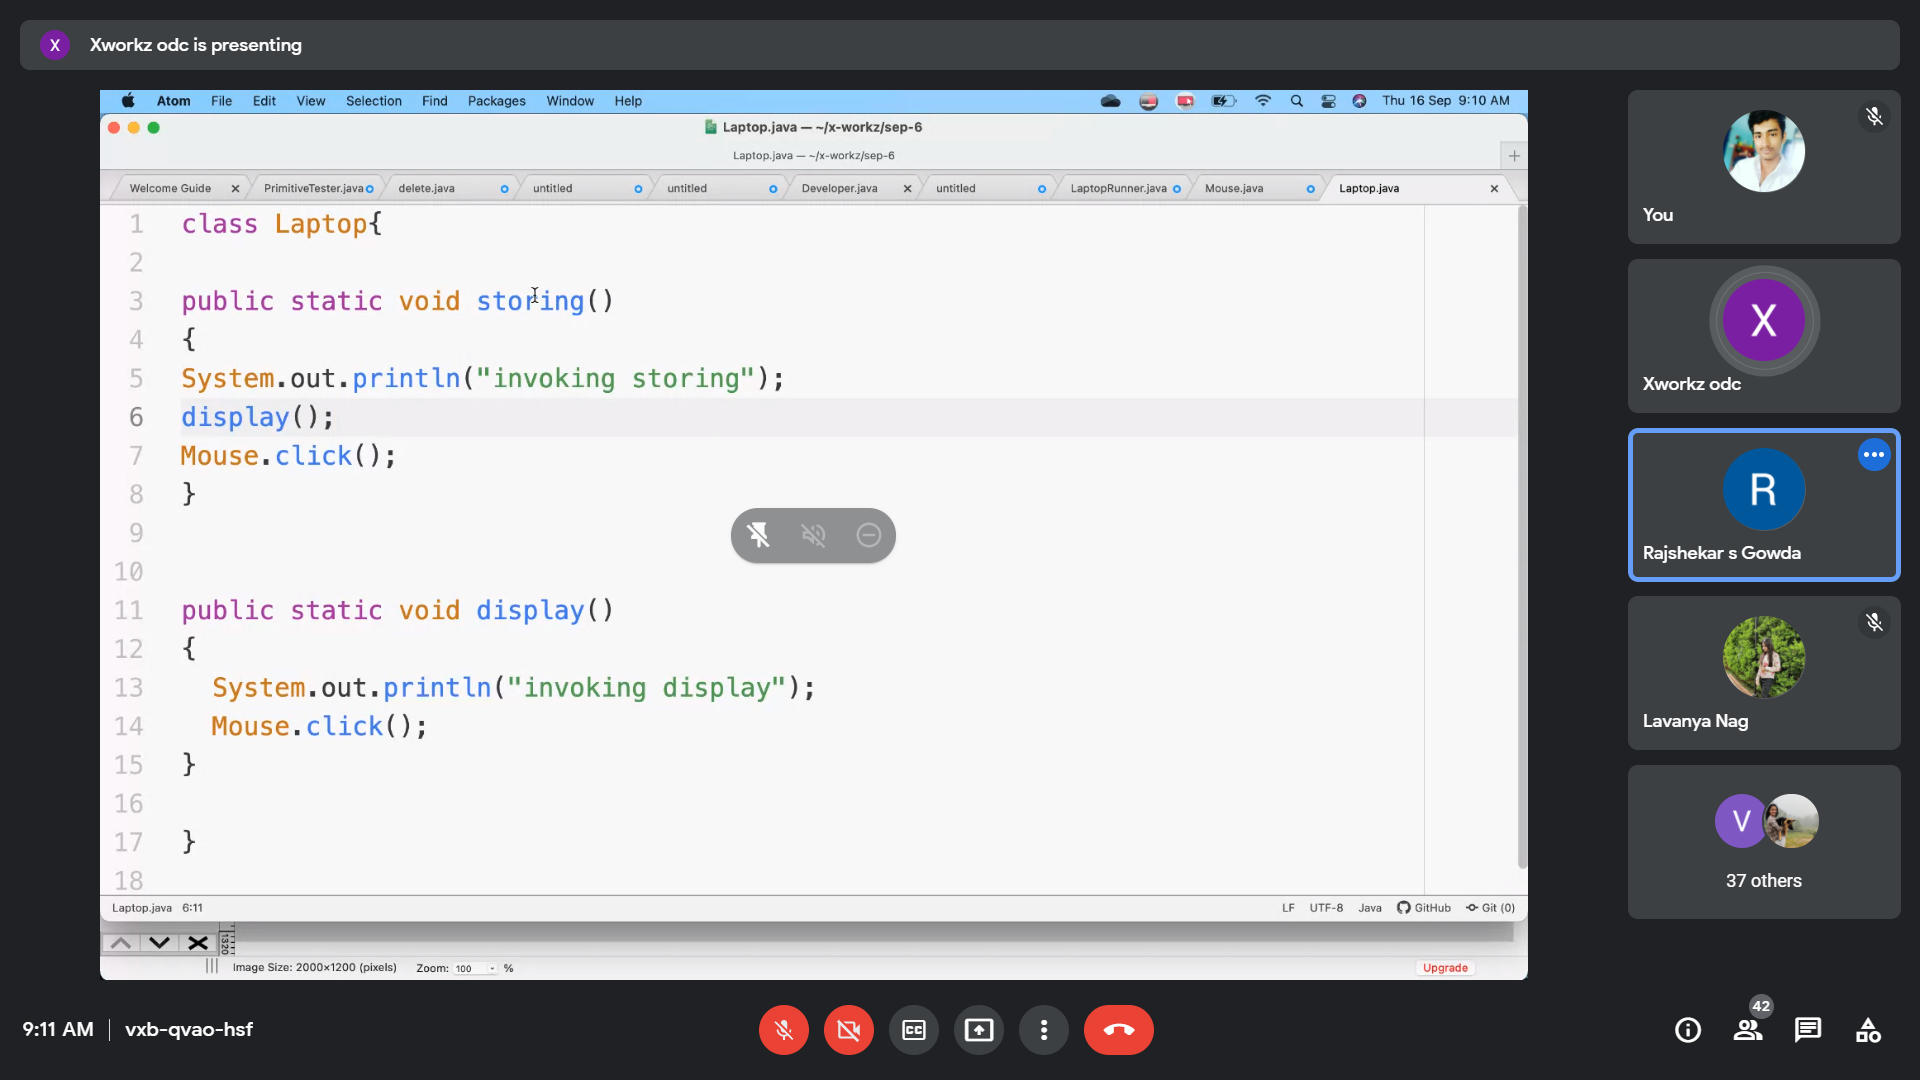 X Xworkz odc is presenting
Atom File Edit View Selection Find Packages Window Help Thu 16 Sep 9:10 AM
Laptop.java — ~/x-workz/sep-6
Laptop.java — ~/x-workz/sep-6
Welcome Guide PrimitiveTester.java delete.java untitled untitled Developer.java untitled LaptopRunner.java Mouse.java Laptop.java
1 class Laptop{
2
3 public static void storing()
4 {
5 System.out.println("invoking storing");
6 display();
7 Mouse.click();
8 }
9
10
11 public static void display()
12 {
13 System.out.println("invoking display");
14 Mouse.click();
15 }
16
17 }
18
Laptop.java 6:11 LF UTF-8 Java GitHub Git (0)
1320
Image Size: 2000×1200 (pixels) Zoom: 100 % Upgrade
You
X
Xworkz odc
R
Rajshekar s Gowda
Lavanya Nag
V
37 others
9:11 AM | vxb-qvao-hsf
CC
42